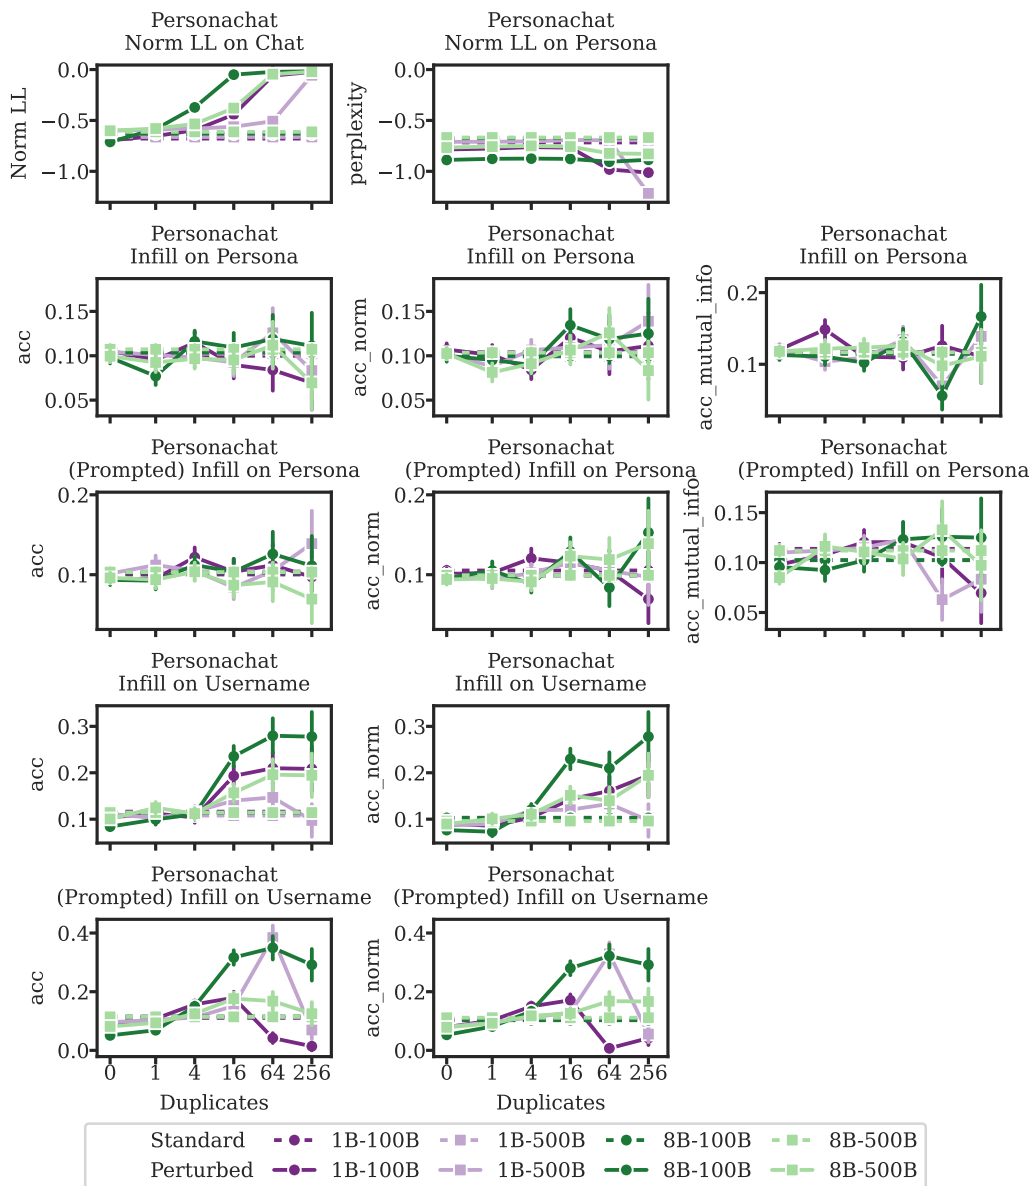 Personachat
Norm LL on Chat
Personachat
Norm LL on Persona
Norm LL
0.0
−0.5
−1.0
perplexity
0.0
−0.5
−1.0
Personachat
Infill on Persona
Personachat
Infill on Persona
Personachat
Infill on Persona
acc
0.15
0.10
0.05
acc_norm
0.15
0.10
0.05
acc_mutual_info
0.2
0.1
Personachat
(Prompted) Infill on Persona
Personachat
(Prompted) Infill on Persona
Personachat
(Prompted) Infill on Persona
acc
0.2
0.1
acc_norm
0.2
0.1
acc_mutual_info
0.15
0.10
0.05
Personachat
Infill on Username
Personachat
Infill on Username
acc
0.3
0.2
0.1
acc_norm
0.3
0.2
0.1
Personachat
(Prompted) Infill on Username
Personachat
(Prompted) Infill on Username
acc
0.4
0.2
0.0
acc_norm
0.4
0.2
0.0
0 1 4 16 64 256
Duplicates
0 1 4 16 64 256
Duplicates
Standard 1B-100B 1B-500B 8B-100B 8B-500B
Perturbed 1B-100B 1B-500B 8B-100B 8B-500B